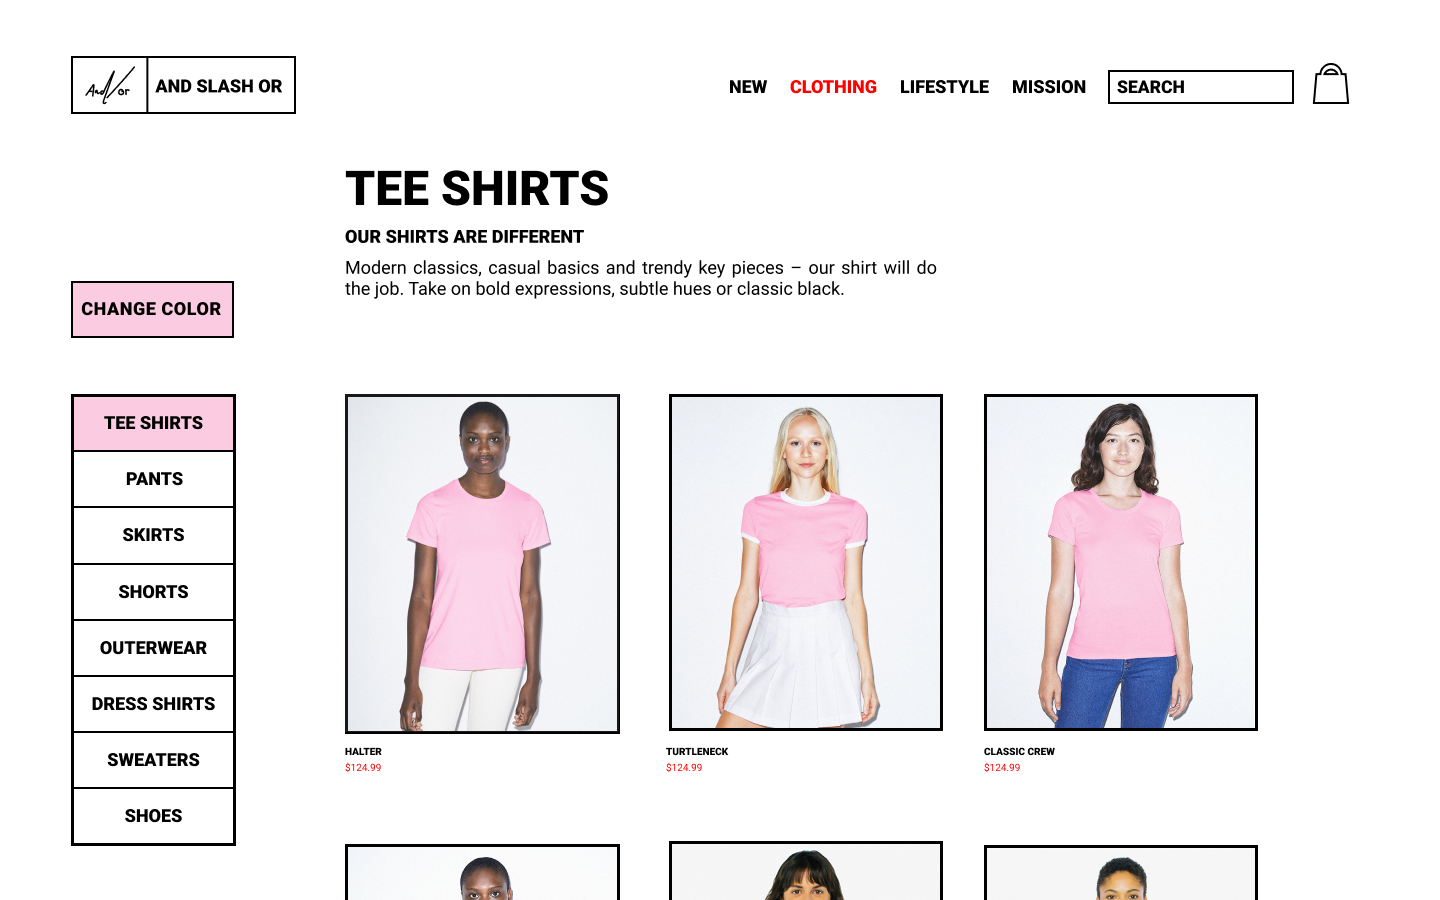 And/or
AND SLASH OR
NEW
CLOTHING
LIFESTYLE
MISSION
SEARCH
TEE SHIRTS
OUR SHIRTS ARE DIFFERENT
Modern classics, casual basics and trendy key pieces – our shirt will do
the job. Take on bold expressions, subtle hues or classic black.
CHANGE COLOR
TEE SHIRTS
PANTS
SKIRTS
SHORTS
OUTERWEAR
DRESS SHIRTS
SWEATERS
SHOES
HALTER
$124.99
TURTLENECK
$124.99
CLASSIC CREW
$124.99